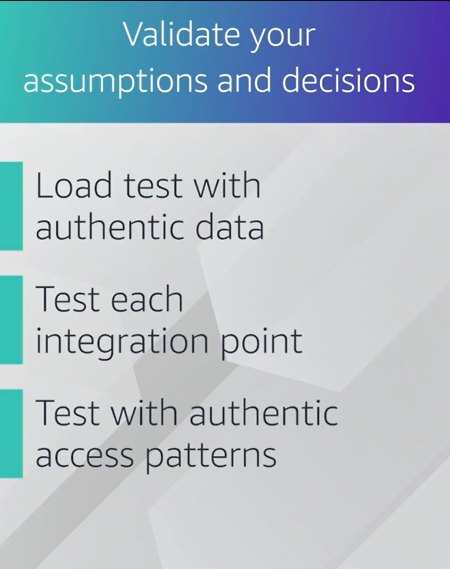 Validate your
assumptions and decisions
Load test with
authentic data
Test each
integration point
Test with authentic
access patterns